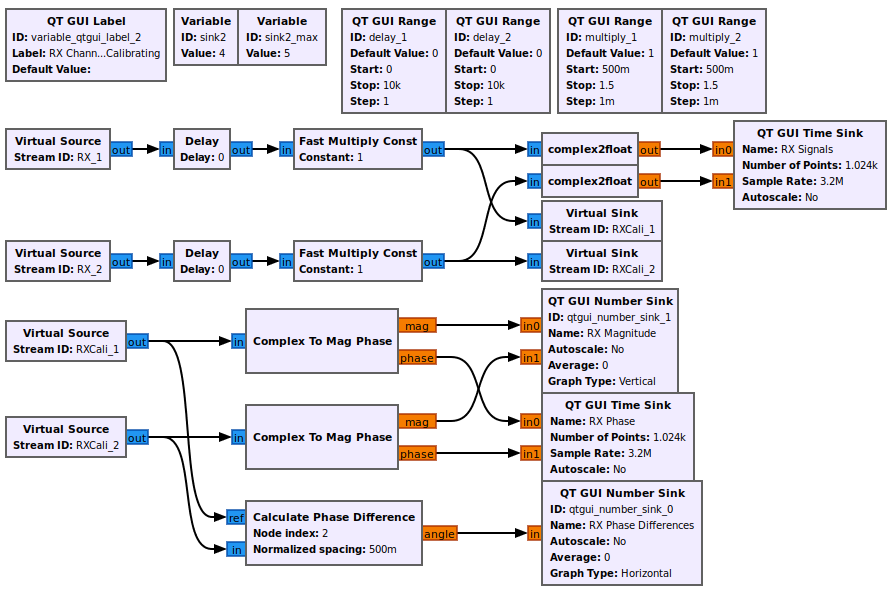 QT GUI Label
ID: variable_qtgui_label_2
Label: RX Chann...Calibrating
Default Value:
Variable
ID: sink2
Value: 4
Variable
ID: sink2_max
Value: 5
QT GUI Range
ID: delay_1
Default Value: 0
Start: 0
Stop: 10k
Step: 1
QT GUI Range
ID: delay_2
Default Value: 0
Start: 0
Stop: 10k
Step: 1
QT GUI Range
ID: multiply_1
Default Value: 1
Start: 500m
Stop: 1.5
Step: 1m
QT GUI Range
ID: multiply_2
Default Value: 1
Start: 500m
Stop: 1.5
Step: 1m
Virtual Source
Stream ID: RX_1
out
in
Delay
Delay: 0
out
in
Fast Multiply Const
Constant: 1
out
in
complex2float
out
in
complex2float
out
in0
in1
QT GUI Time Sink
Name: RX Signals
Number of Points: 1.024k
Sample Rate: 3.2M
Autoscale: No
in
Virtual Sink
Stream ID: RXCali_1
Virtual Source
Stream ID: RX_2
out
in
Delay
Delay: 0
out
in
Fast Multiply Const
Constant: 1
out
in
Virtual Sink
Stream ID: RXCali_2
Virtual Source
Stream ID: RXCali_1
out
in
Complex To Mag Phase
mag
phase
in0
in1
QT GUI Number Sink
ID: qtgui_number_sink_1
Name: RX Magnitude
Autoscale: No
Average: 0
Graph Type: Vertical
Virtual Source
Stream ID: RXCali_2
out
in
Complex To Mag Phase
mag
phase
in0
in1
QT GUI Time Sink
Name: RX Phase
Number of Points: 1.024k
Sample Rate: 3.2M
Autoscale: No
ref
in
Calculate Phase Difference
Node index: 2
Normalized spacing: 500m
angle
in
QT GUI Number Sink
ID: qtgui_number_sink_0
Name: RX Phase Differences
Autoscale: No
Average: 0
Graph Type: Horizontal